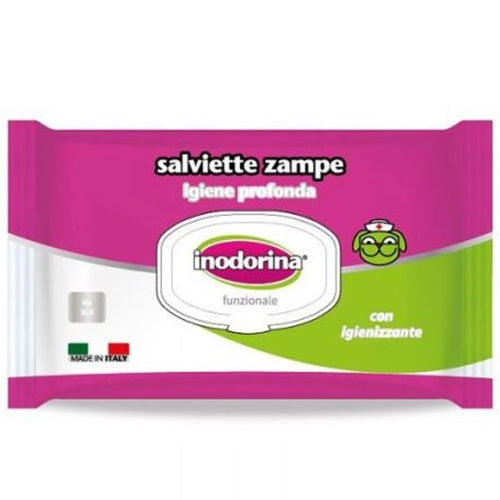 salviette zampe
Igiene profonda
inodorina®
funzionale
con
igienizzante
MADE IN ITALY